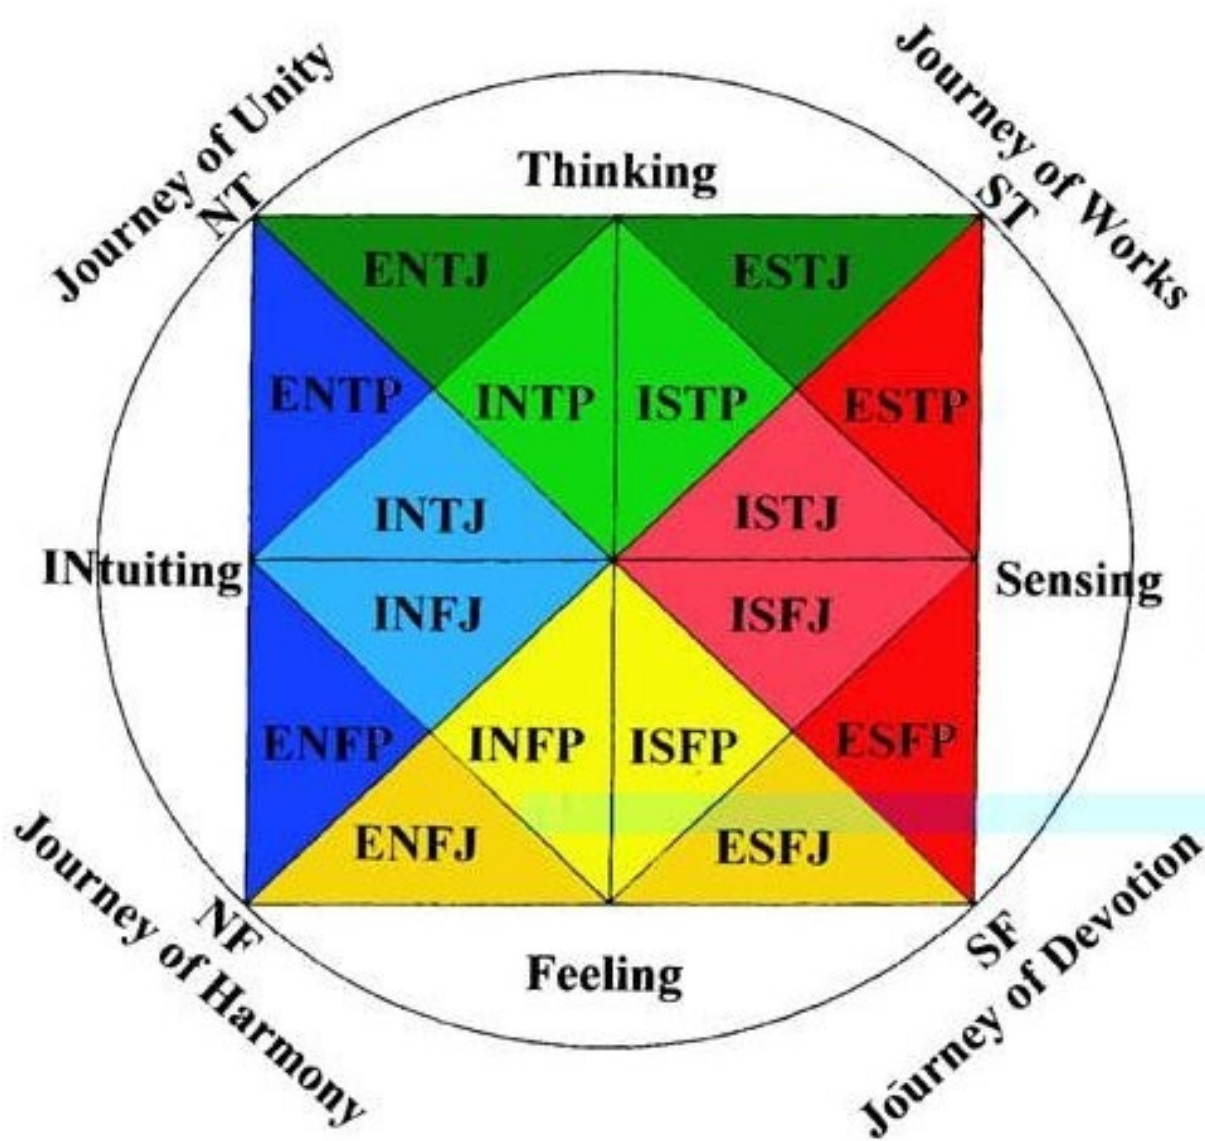 Journey of Unity
NT
Journey of Works
ST
Thinking
ENTJ
ESTJ
ENTP
INTP
ISTP
ESTP
INTJ
ISTJ
INtuiting
Sensing
INFJ
ISFJ
ENFP
INFP
ISFP
ESFP
ENFJ
ESFJ
NF
Journey of Harmony
Feeling
SF
Journey of Devotion